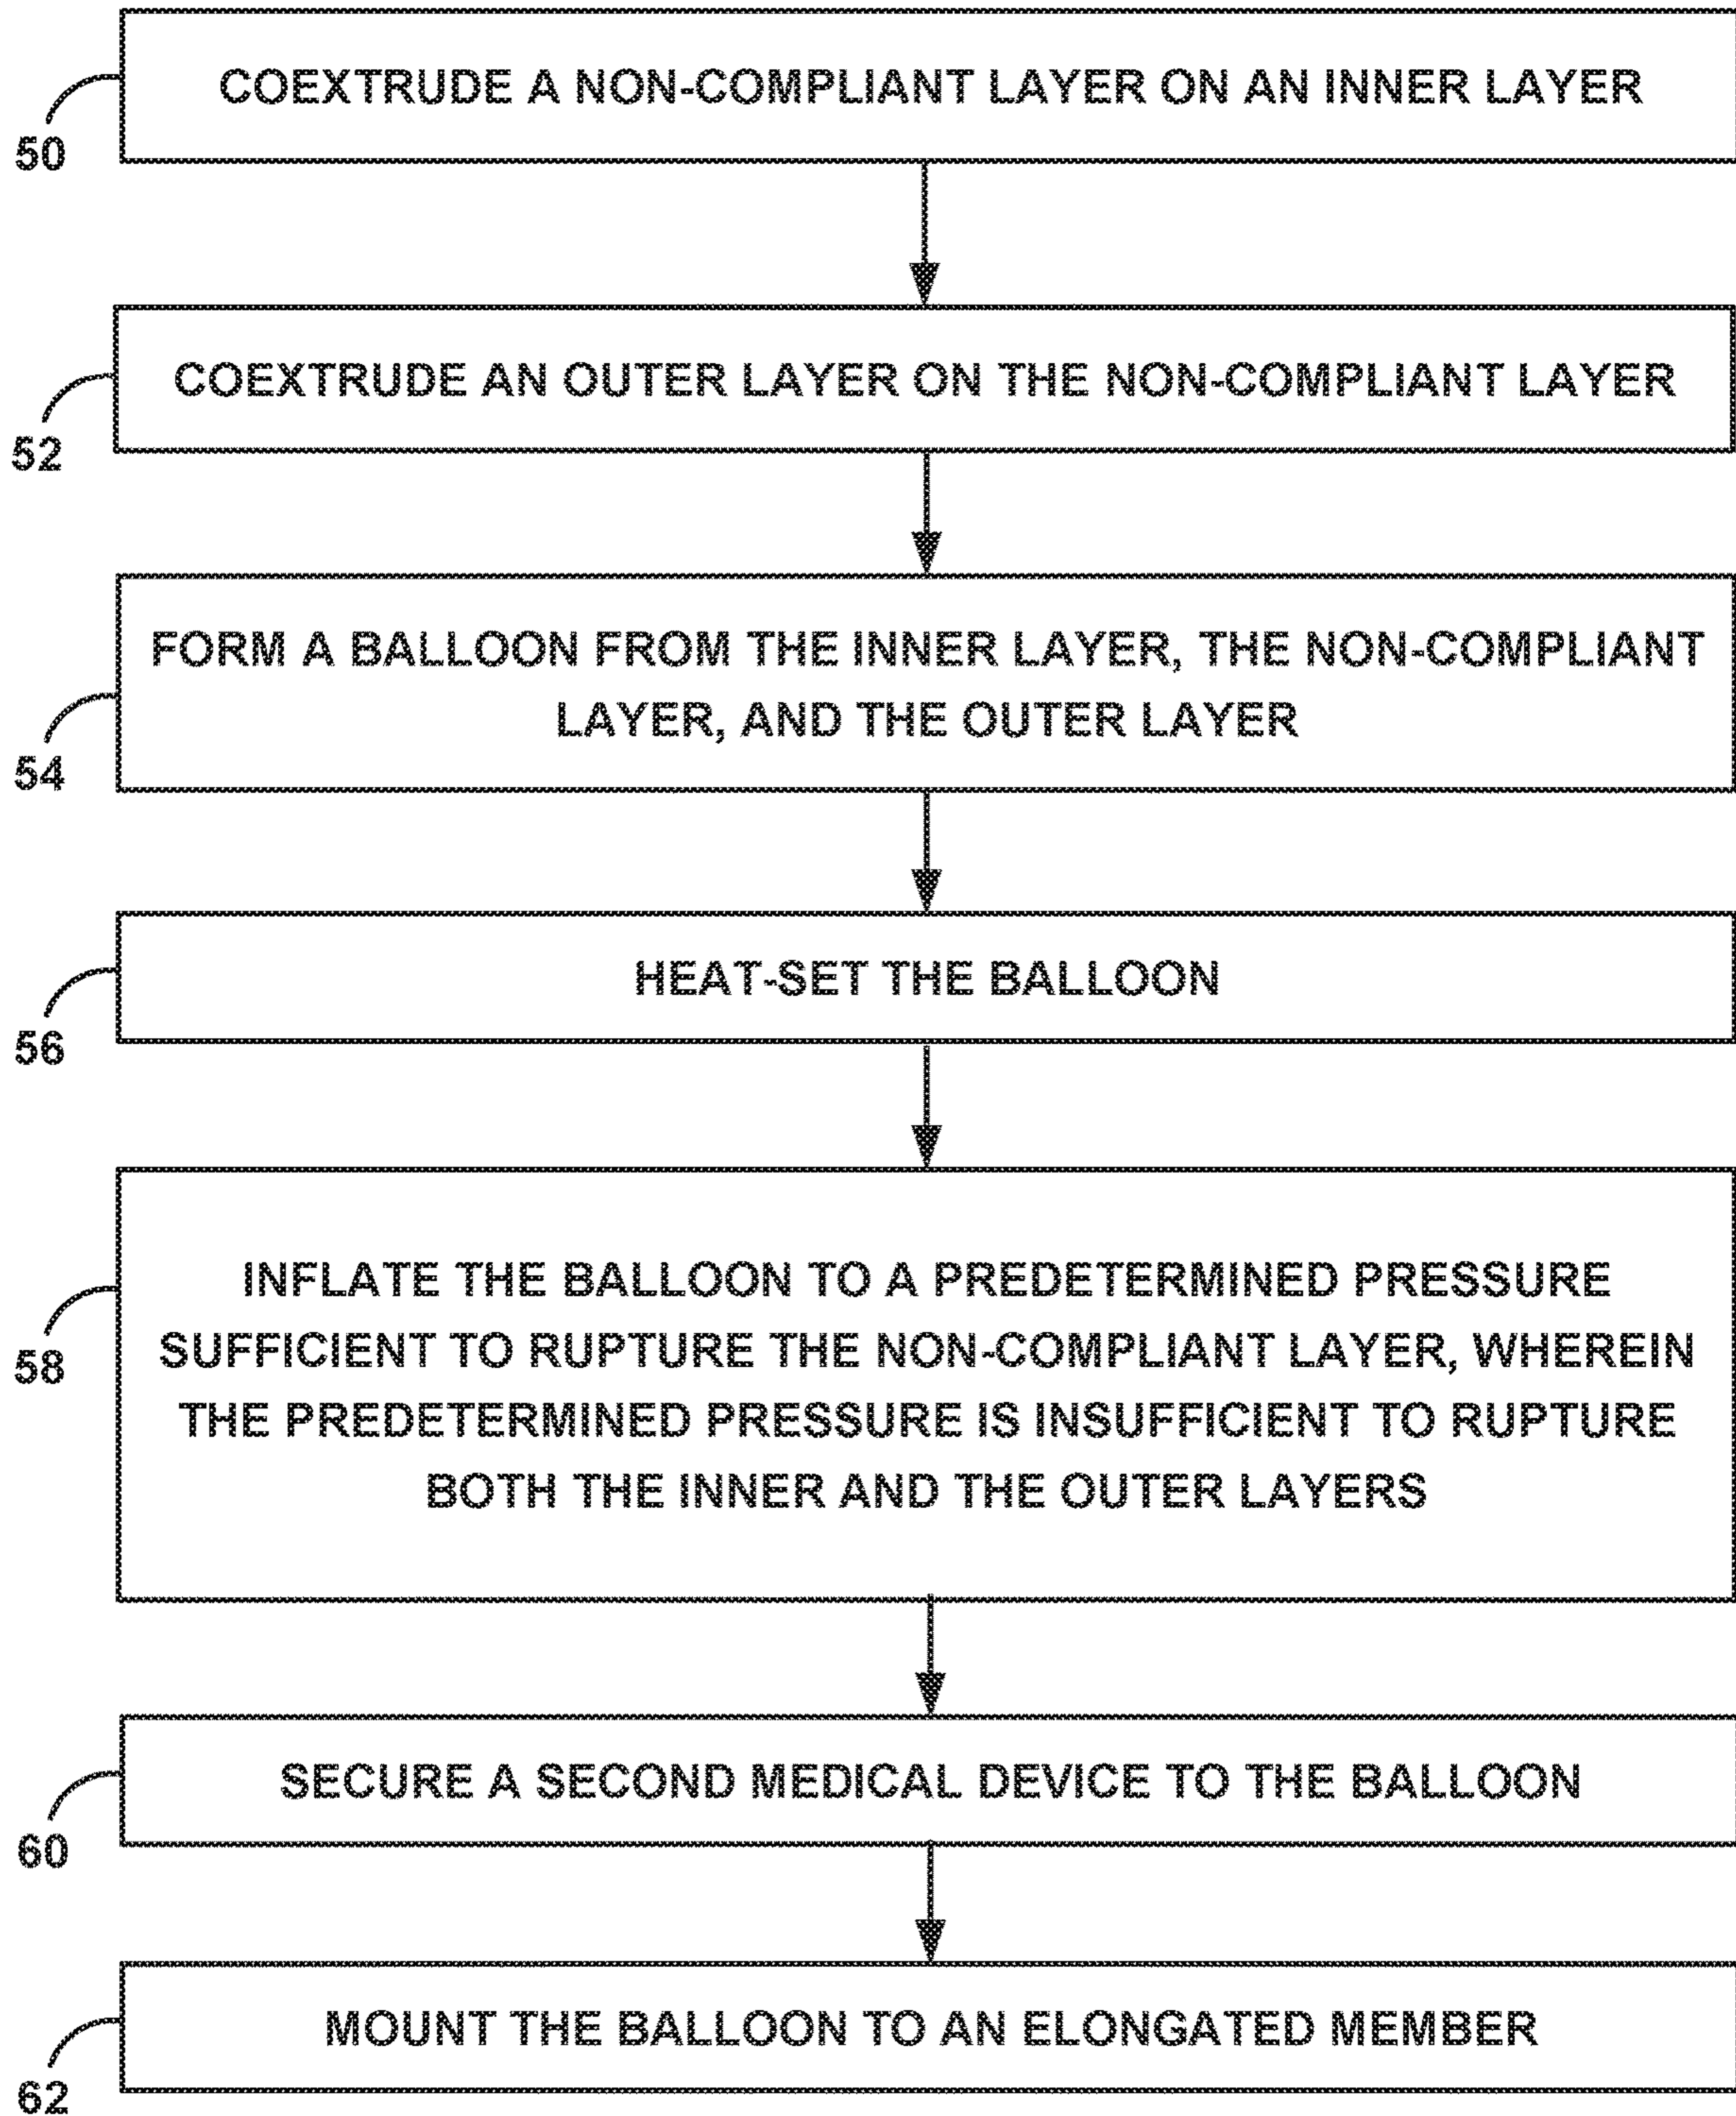 COEXTRUDE A NON-COMPLIANT LAYER ON AN INNER LAYER
50
COEXTRUDE AN OUTER LAYER ON THE NON-COMPLIANT LAYER
52
FORM A BALLOON FROM THE INNER LAYER, THE NON-COMPLIANT
LAYER, AND THE OUTER LAYER
54
HEAT-SET THE BALLOON
56
INFLATE THE BALLOON TO A PREDETERMINED PRESSURE
SUFFICIENT TO RUPTURE THE NON-COMPLIANT LAYER, WHEREIN
THE PREDETERMINED PRESSURE IS INSUFFICIENT TO RUPTURE
BOTH THE INNER AND THE OUTER LAYERS
58
SECURE A SECOND MEDICAL DEVICE TO THE BALLOON
60
MOUNT THE BALLOON TO AN ELONGATED MEMBER
62